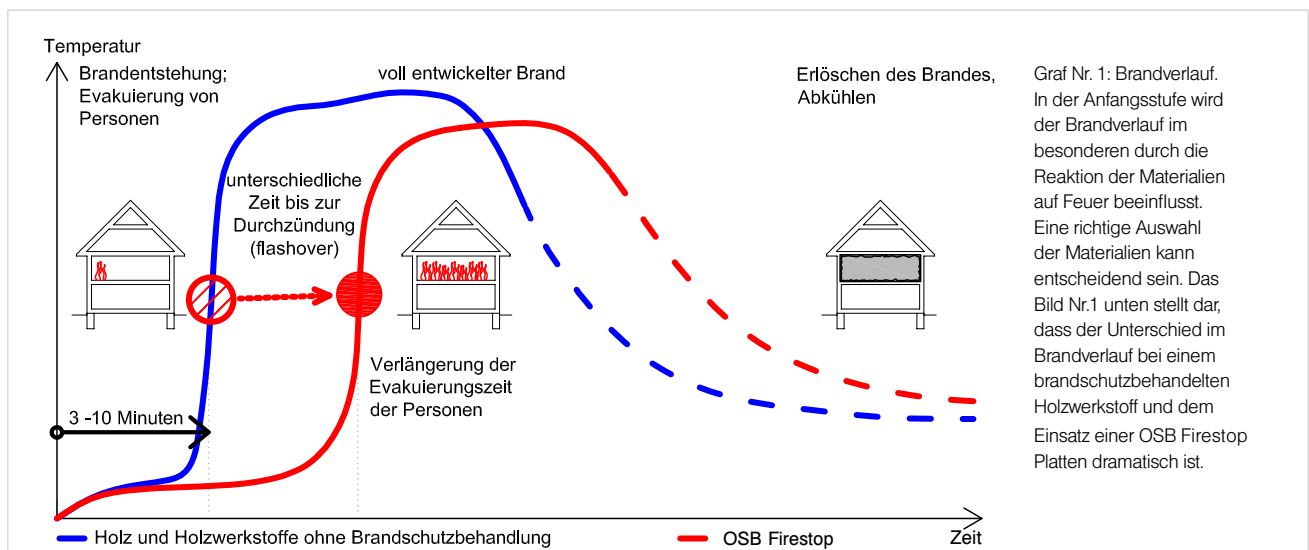 Temperatur
Brandentstehung;
Evakuierung von
Personen
voll entwickelter Brand
Erlöschen des Brandes,
Abkühlen
unterschiedliche
Zeit bis zur
Durchzündung
(flashover)
Verlängerung der
Evakuierungszeit
der Personen
3 -10 Minuten
Holz und Holzwerkstoffe ohne Brandschutzbehandlung
OSB Firestop
Zeit
Graf Nr. 1: Brandverlauf.
In der Anfangsstufe wird
der Brandverlauf im
besonderen durch die
Reaktion der Materialien
auf Feuer beeinflusst.
Eine richtige Auswahl
der Materialien kann
entscheidend sein. Das
Bild Nr.1 unten stellt dar,
dass der Unterschied im
Brandverlauf bei einem
brandschutzbehandelten
Holzwerkstoff und dem
Einsatz einer OSB Firestop
Platten dramatisch ist.